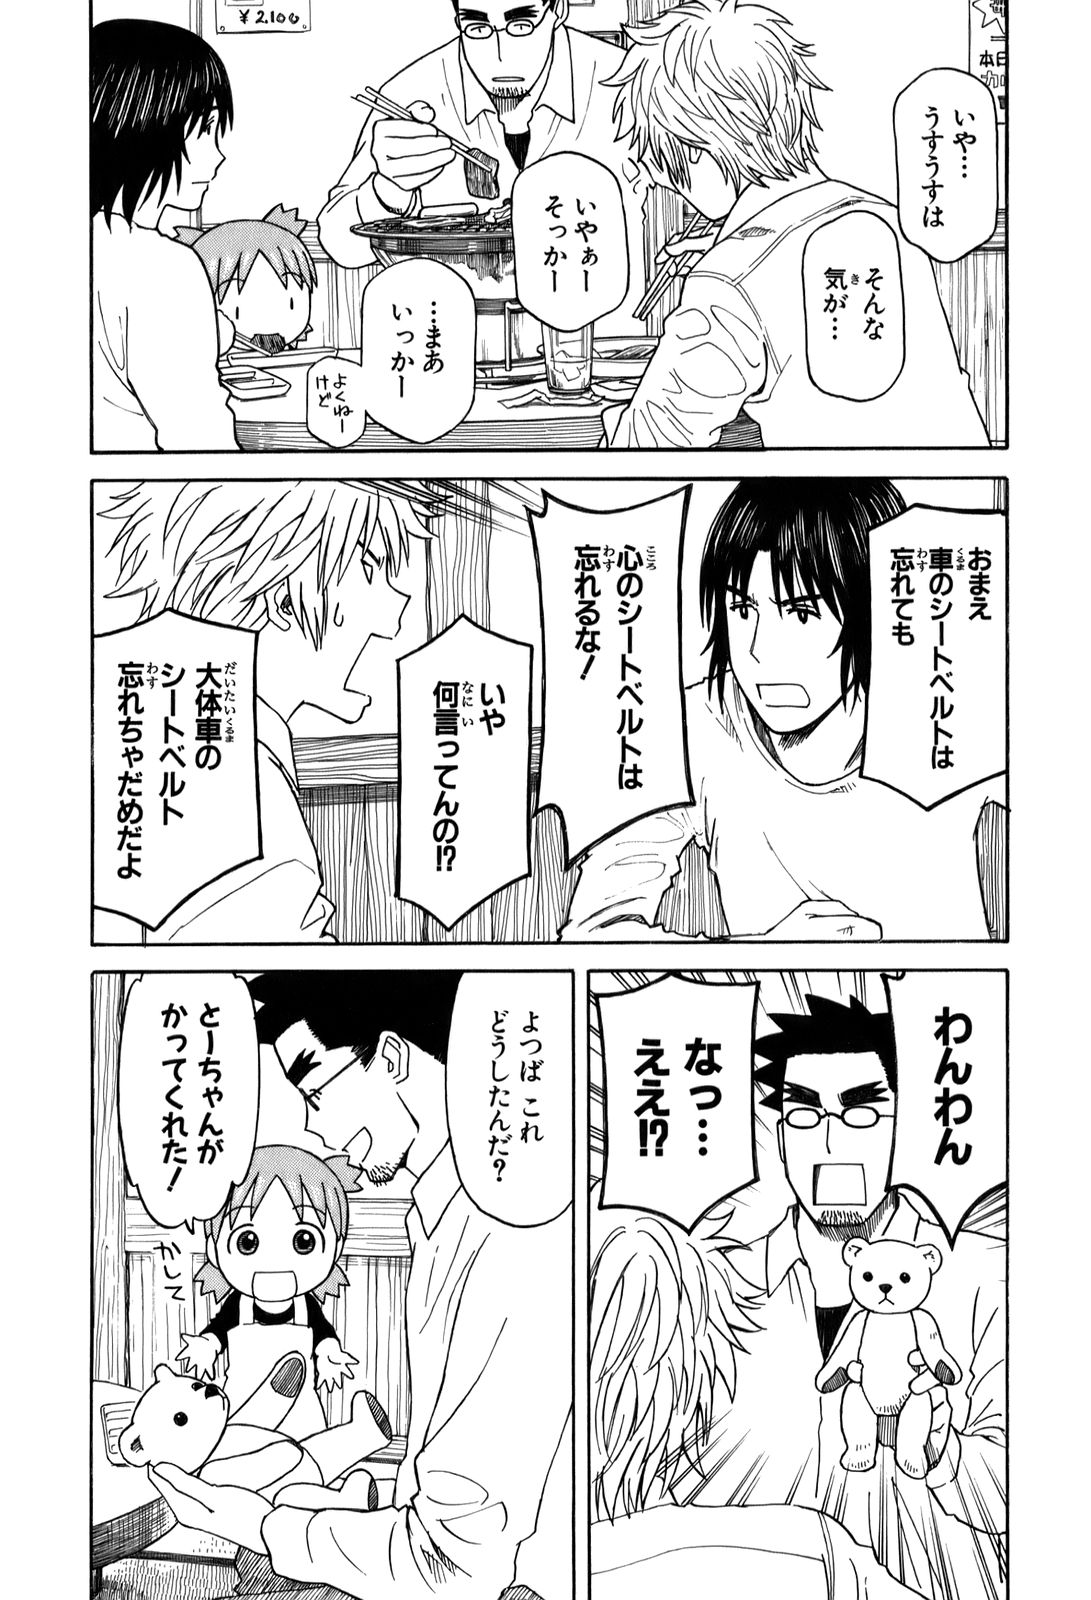 ¥2,100
本日
いや…
うすうすは
そんな
気が…
いやぁー
そっかー
…まあ
いっかー
よくねー
けど
おまえ
車のシートベルトは
忘れても
心のシートベルトは
忘れるな！
いや
何言ってんの!?
大体車の
シートベルト
忘れちゃだめだよ
わんわん
なっ…
ええ!?
よつば これ
どうしたんだ？
とーちゃんが
かってくれた！
かして